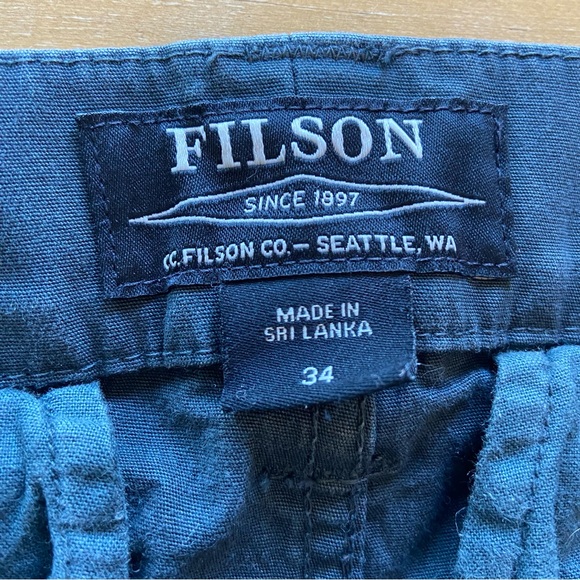 FILSON
SINCE 1897
C.C.FILSON CO.— SEATTLE, WA
MADE IN
SRI LANKA
34